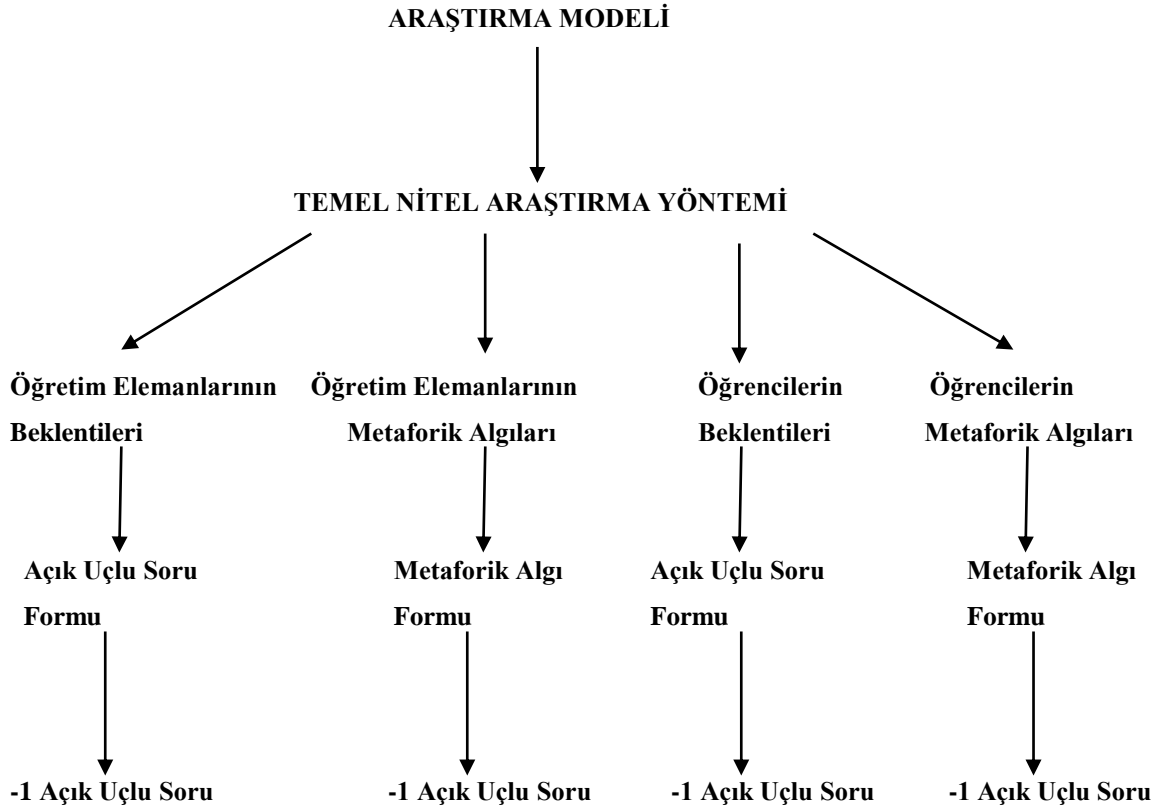 ARAŞTIRMA MODELİ
TEMEL NİTEL ARAŞTIRMA YÖNTEMİ
Öğretim Elemanlarının
Beklentileri
Öğretim Elemanlarının
Metaforik Algıları
Öğrencilerin
Beklentileri
Öğrencilerin
Metaforik Algıları
Açık Uçlu Soru
Formu
Metaforik Algı
Formu
Açık Uçlu Soru
Formu
Metaforik Algı
Formu
-1 Açık Uçlu Soru
-1 Açık Uçlu Soru
-1 Açık Uçlu Soru
-1 Açık Uçlu Soru